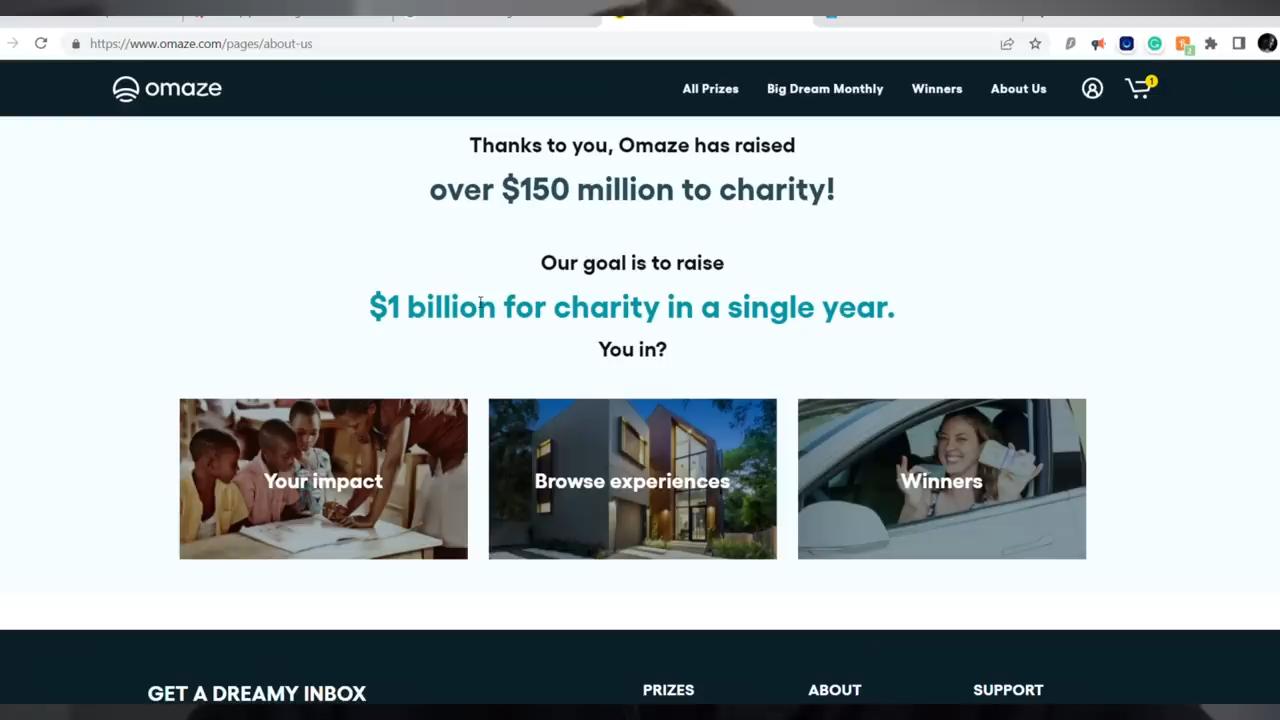 https://www.omaze.com/pages/about-us
2
omaze
All Prizes
Big Dream Monthly
Winners
About Us
1
Thanks to you, Omaze has raised
over $150 million to charity!
Our goal is to raise
$1 billion for charity in a single year.
You in?
Your impact
Browse experiences
Winners
GET A DREAMY INBOX
PRIZES
ABOUT
SUPPORT